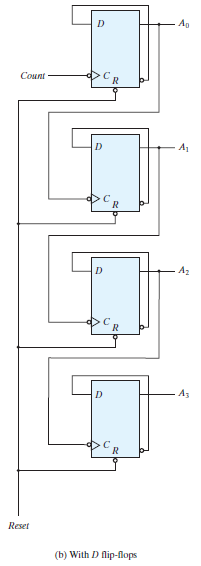 D A₀
Count C R
D A₁
C R
D A₂
C R
D A₃
C R
Reset
(b) With D flip-flops